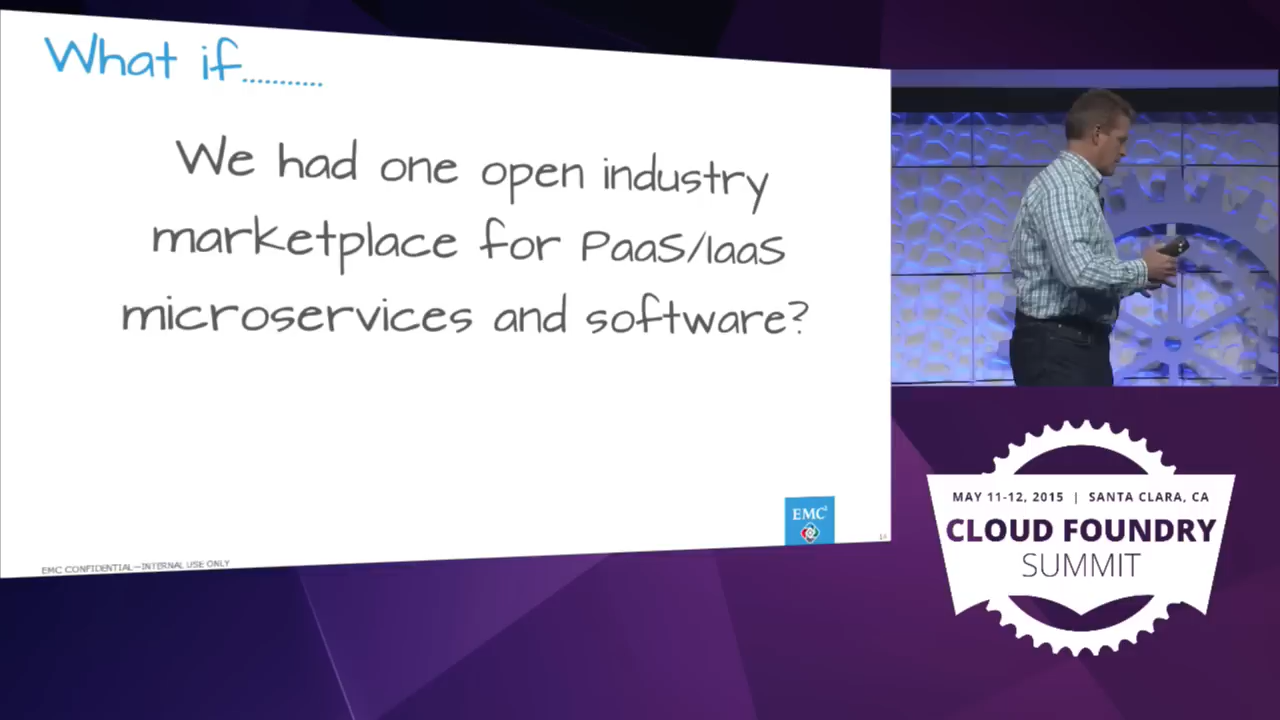 What if..........
We had one open industry
marketplace for PaaS/IaaS
microservices and software?
EMC²
EMC CONFIDENTIAL—INTERNAL USE ONLY
MAY 11-12, 2015 | SANTA CLARA, CA
CLOUD FOUNDRY
SUMMIT